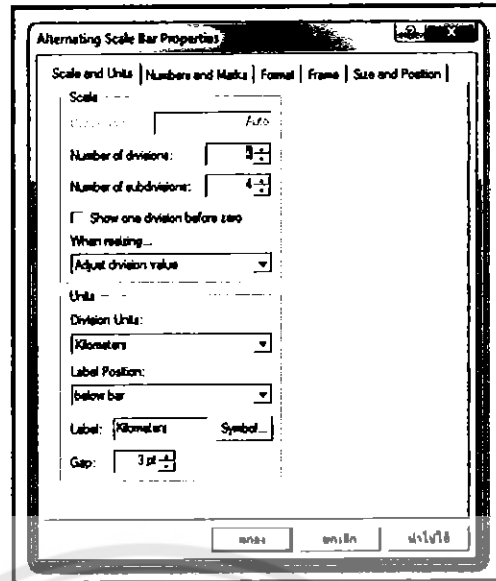 Alternating Scale Bar Properties
Scale and Units Numbers and Marks Format Frame Size and Position
Scale
Auto
Number of divisions:
Number of subdivisions: 4
Show one division before zero
When resizing...
Adjust division value
Units
Division Units:
Kilometers
Label Position:
below bar
Label: Kilometers Symbol...
Gap: 3 pt
ตกลง ยกเลิก นำไปใช้